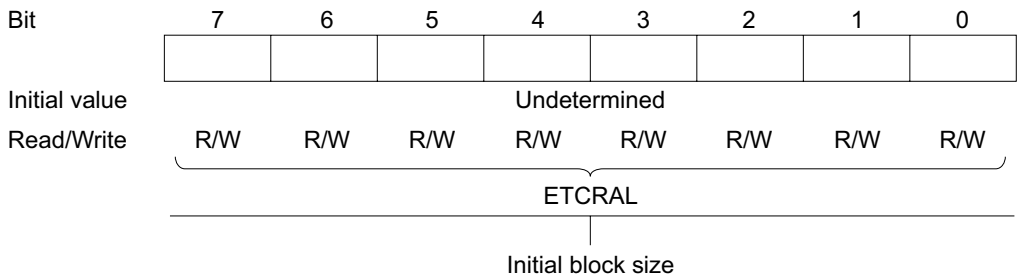 Bit 7 6 5 4 3 2 1 0
Initial value Undetermined
Read/Write R/W R/W R/W R/W R/W R/W R/W R/W
ETCRAL
Initial block size